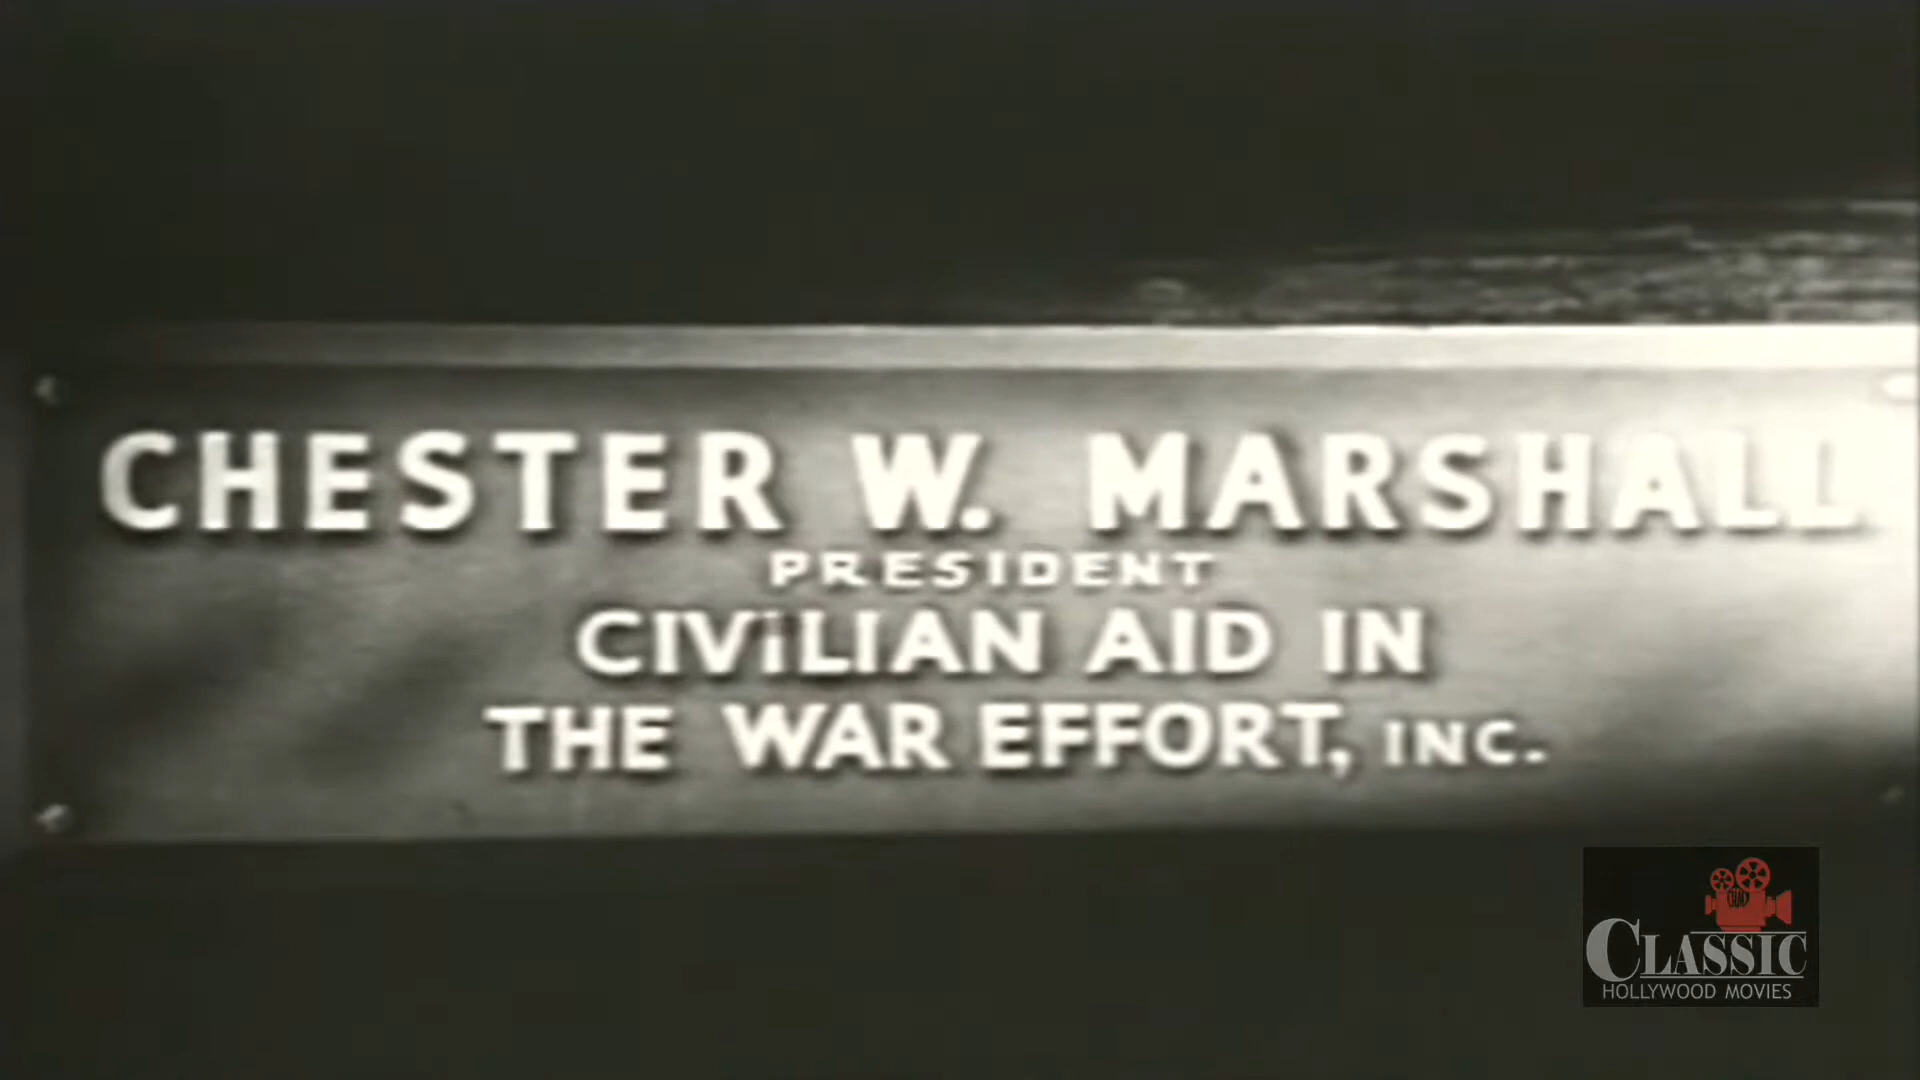 CHESTER W. MARSHALL
PRESIDENT
CIVILIAN AID IN
THE WAR EFFORT, INC.
CLASSIC
HOLLYWOOD MOVIES